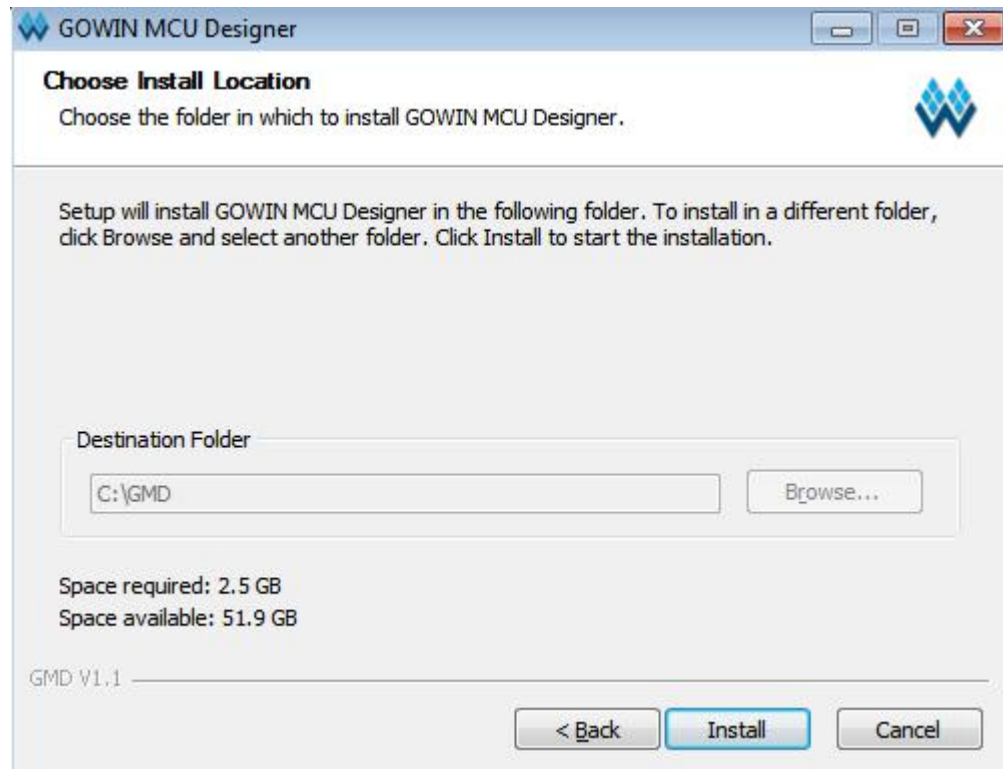 GOWIN MCU Designer
Choose Install Location
Choose the folder in which to install GOWIN MCU Designer.
Setup will install GOWIN MCU Designer in the following folder. To install in a different folder,
click Browse and select another folder. Click Install to start the installation.
Destination Folder
C:\GMD
Browse...
Space required: 2.5 GB
Space available: 51.9 GB
GMD V1.1
< Back
Install
Cancel